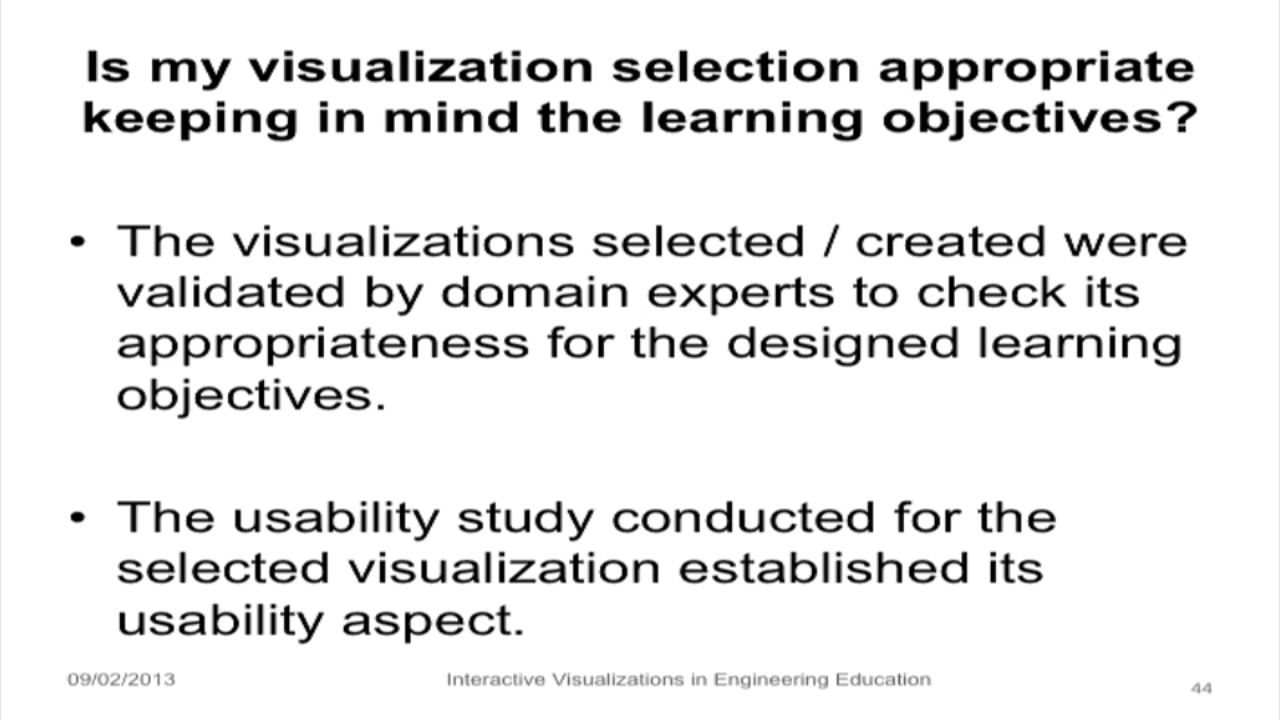 Is my visualization selection appropriate
keeping in mind the learning objectives?
• The visualizations selected / created were
validated by domain experts to check its
appropriateness for the designed learning
objectives.
• The usability study conducted for the
selected visualization established its
usability aspect.
09/02/2013
Interactive Visualizations in Engineering Education
44